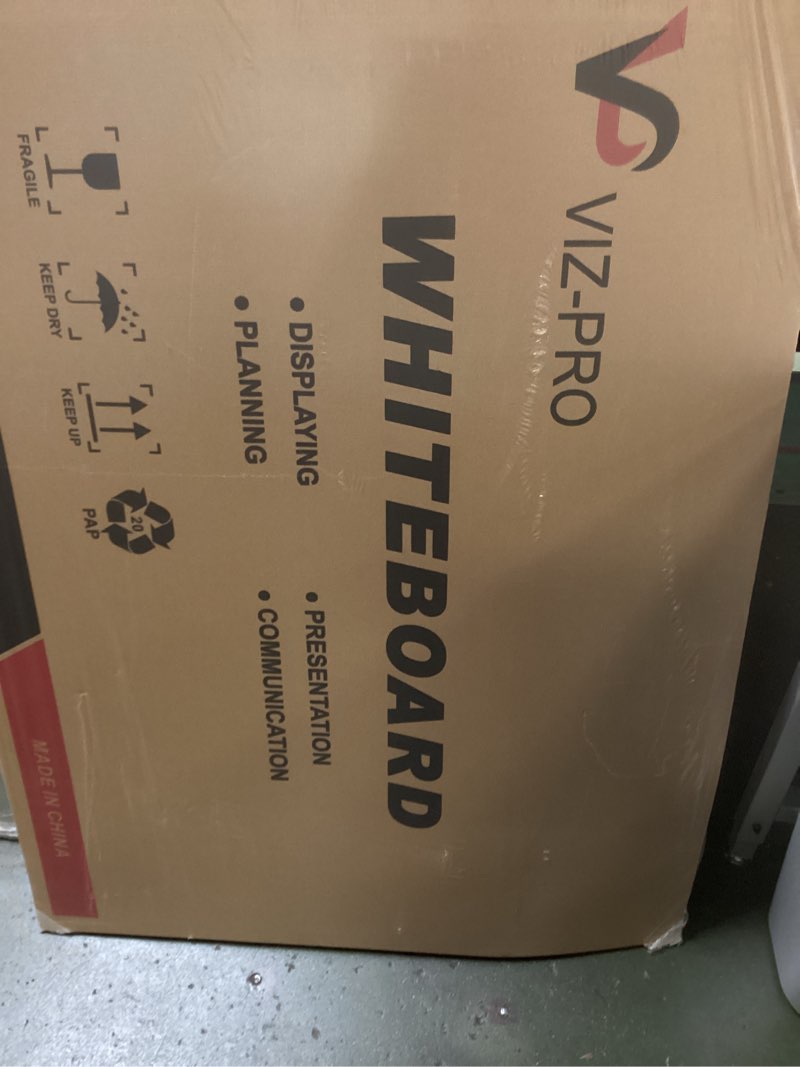 VIZ-PRO
WHITEBOARD
• DISPLAYING
• PLANNING
• PRESENTATION
• COMMUNICATION
FRAGILE
KEEP DRY
KEEP UP
20
PAP
MADE IN CHINA